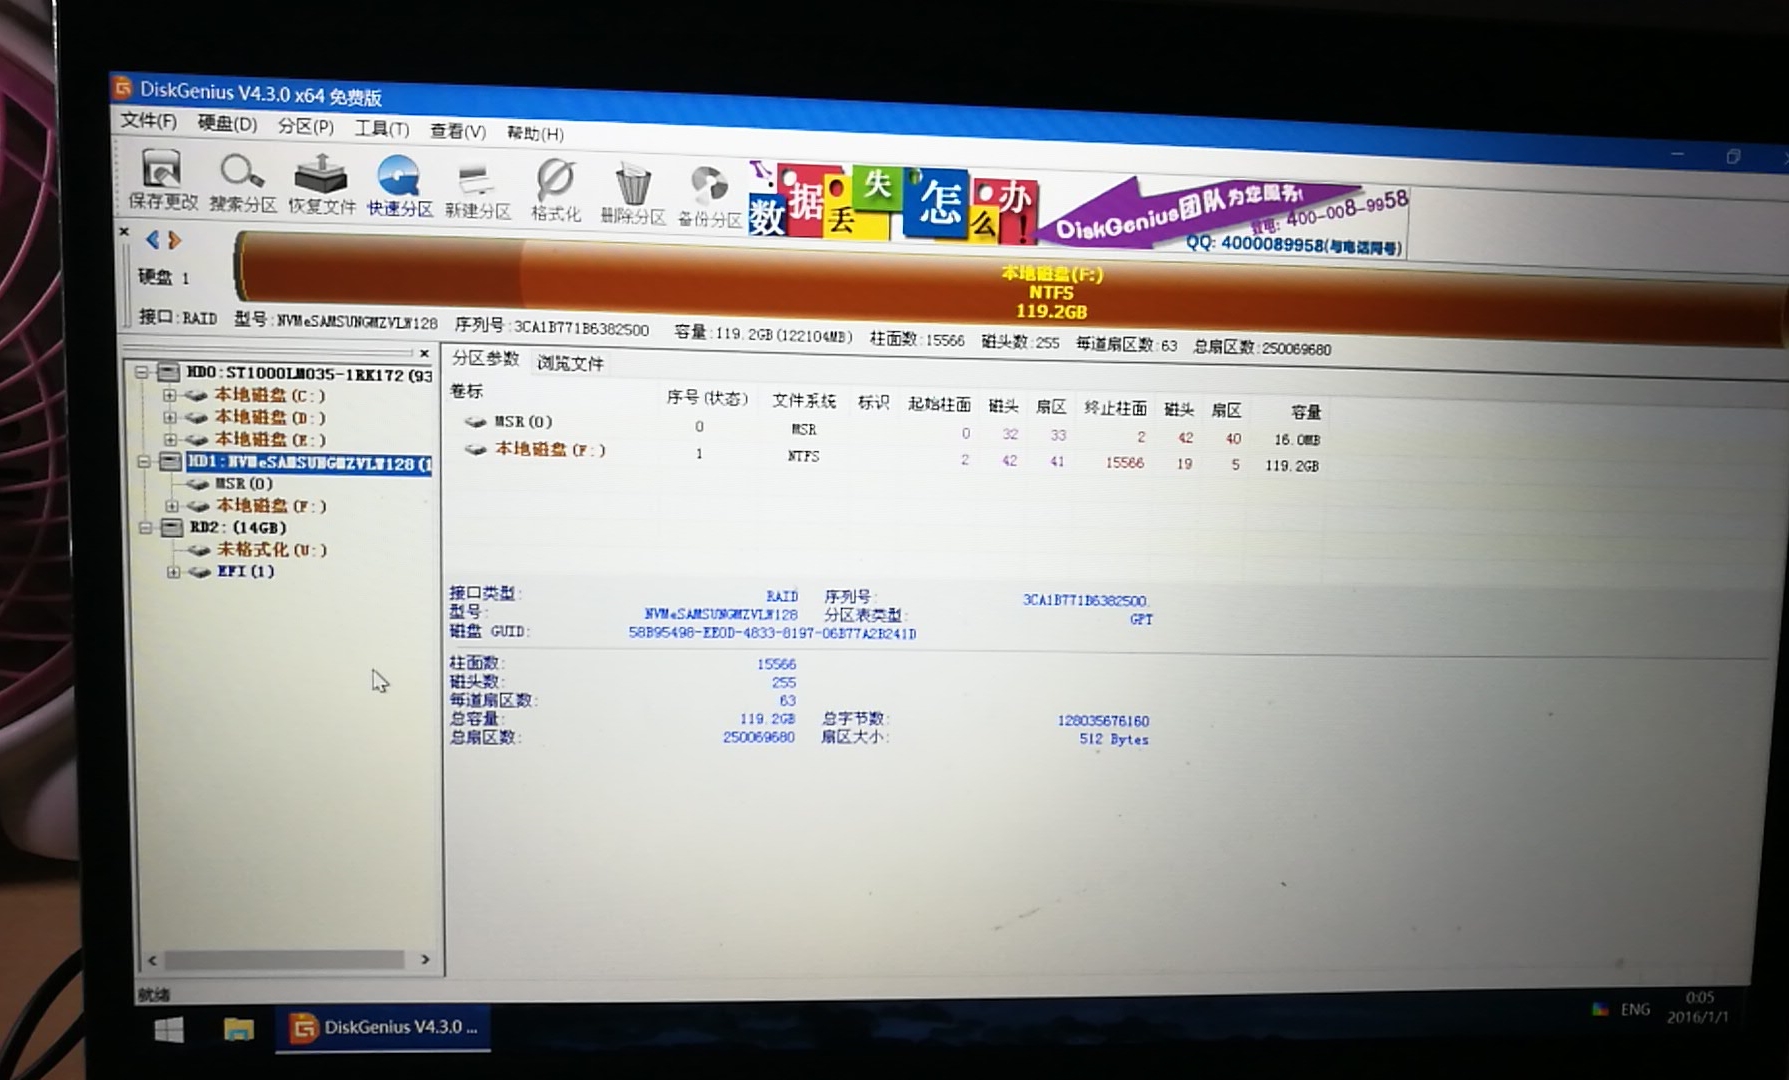 DiskGenius V4.3.0 x64 免费版
文件(F) 硬盘(D) 分区(P) 工具(T) 查看(V) 帮助(H)
保存更改 搜索分区 恢复文件 快速分区 新建分区 格式化 删除分区 备份分区
数据丢失怎么办!
DiskGenius团队为您服务!
致电: 400-008-9958
QQ: 4000089958(与电话同号)
硬盘 1
本地磁盘(F:)
NTFS
119.2GB
接口:RAID 型号:NVMeSAMSUNGMZVLW128 序列号:3CA1B771B6382500 容量:119.2GB(122104MB) 柱面数:15566 磁头数:255 每道扇区数:63 总扇区数:250069680
HD0:ST1000LM035-1RK172(93
本地磁盘(C:)
本地磁盘(D:)
本地磁盘(E:)
HD1:NVMeSAMSUNGMZVLW128(1
MSR(0)
本地磁盘(F:)
RD2:(14GB)
未格式化(U:)
EFI(1)
分区参数 浏览文件
卷标 序号(状态) 文件系统 标识 起始柱面 磁头 扇区 终止柱面 磁头 扇区 容量
MSR(0) 0 MSR 0 32 33 2 42 40 16.0MB
本地磁盘(F:) 1 NTFS 2 42 41 15566 19 5 119.2GB
接口类型: RAID 序列号: 3CA1B771B6382500.
型号: NVMeSAMSUNGMZVLW128 分区表类型: GPT
磁盘 GUID: 58B95498-EE0D-4833-8197-06B77A2B241D
柱面数: 15566
磁头数: 255
每道扇区数: 63
总容量: 119.2GB 总字节数: 128035676160
总扇区数: 250069680 扇区大小: 512 Bytes
就绪
DiskGenius V4.3.0 ...
ENG
0:05
2016/1/1